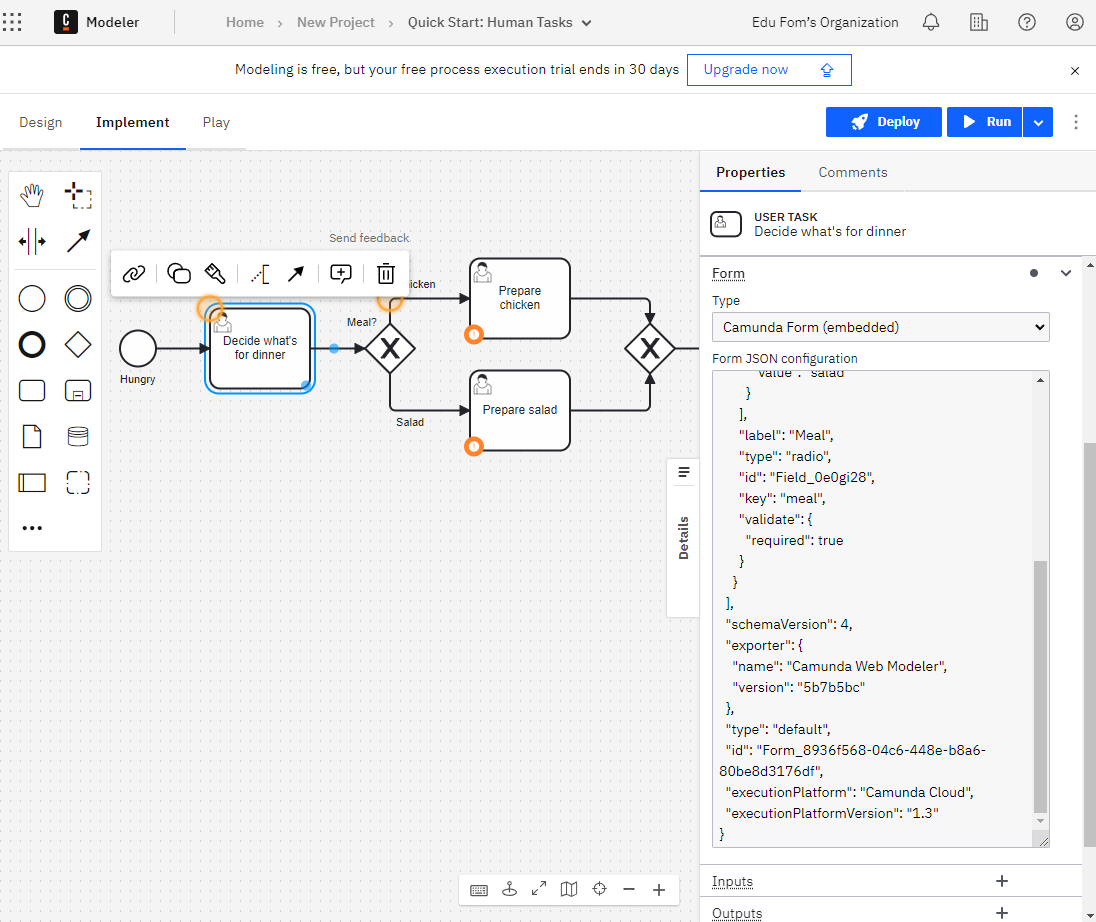 Modeler
Home
New Project
Quick Start: Human Tasks
Edu Fom's Organization
Modeling is free, but your free process execution trial ends in 30 days
Upgrade now
Design
Implement
Play
Deploy
Run
Properties
Comments
USER TASK
Decide what's for dinner
Send feedback
Hungry
Decide what's
for dinner
Meal?
hicken
Salad
Prepare
chicken
Prepare salad
Details
Form
Type
Camunda Form (embedded)
Form JSON configuration
"value": "salad"
}
],
"label": "Meal",
"type": "radio",
"id": "Field_0e0gi28",
"key": "meal",
"validate": {
"required": true
}
}
],
"schemaVersion": 4,
"exporter": {
"name": "Camunda Web Modeler",
"version": "5b7b5bc"
},
"type": "default",
"id": "Form_8936f568-04c6-448e-b8a6-
80be8d3176df",
"executionPlatform": "Camunda Cloud",
"executionPlatformVersion": "1.3"
}
Inputs
Outputs